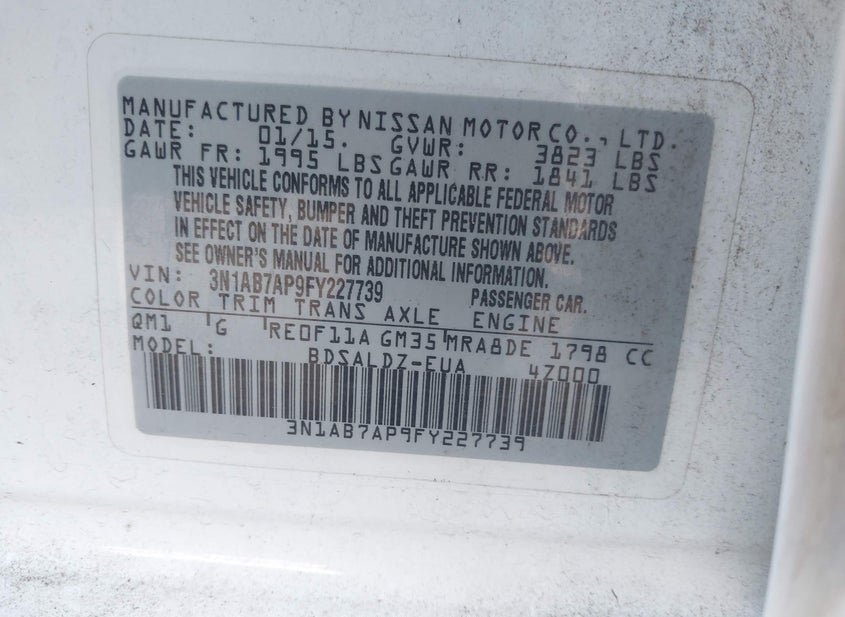 MANUFACTURED BY NISSAN MOTOR CO., LTD.
DATE: 01/15. GVWR: 3823 LBS
GAWR FR: 1995 LBS GAWR RR: 1841 LBS
THIS VEHICLE CONFORMS TO ALL APPLICABLE FEDERAL MOTOR
VEHICLE SAFETY, BUMPER AND THEFT PREVENTION STANDARDS
IN EFFECT ON THE DATE OF MANUFACTURE SHOWN ABOVE.
SEE OWNER'S MANUAL FOR ADDITIONAL INFORMATION.
VIN: 3N1AB7AP9FY227739 PASSENGER CAR.
COLOR TRIM TRANS AXLE ENGINE
QM1 G RE0F11A GM35 MRA8DE 1798 CC
MODEL: BDSALDZ-EUA 4Z000
3N1AB7AP9FY227739